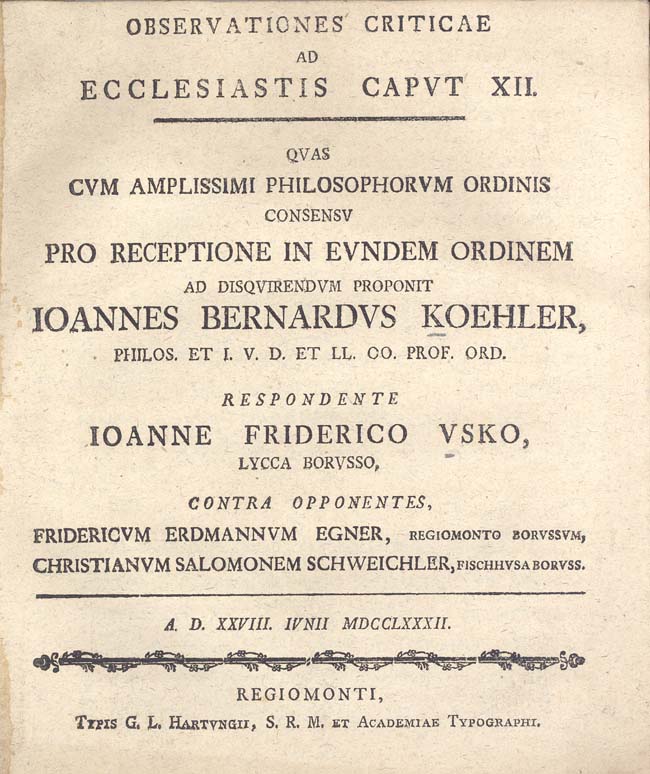 OBSERVATIONES CRITICAE
AD
ECCLESIASTIS CAPVT XII.
QVAS
CVM AMPLISSIMI PHILOSOPHORVM ORDINIS
CONSENSV
PRO RECEPTIONE IN EVNDEM ORDINEM
AD DISQVIRENDVM PROPONIT
IOANNES BERNARDVS KOEHLER,
PHILOS. ET I. V. D. ET LL. OO. PROF. ORD.
RESPONDENTE
IOANNE FRIDERICO VSKO,
LYCCA BORVSSO,
CONTRA OPPONENTES,
FRIDERICVM ERDMANNVM EGNER, REGIOMONTO BORVSSVM,
CHRISTIANVM SALOMONEM SCHWEICHLER, FISCHHVSA BORVSS.
A. D. XXVIII. IVNII MDCCLXXXII.
REGIOMONTI,
TYPIS G. L. HARTVNGII, S. R. M. ET ACADEMIAE TYPOGRAPHI.